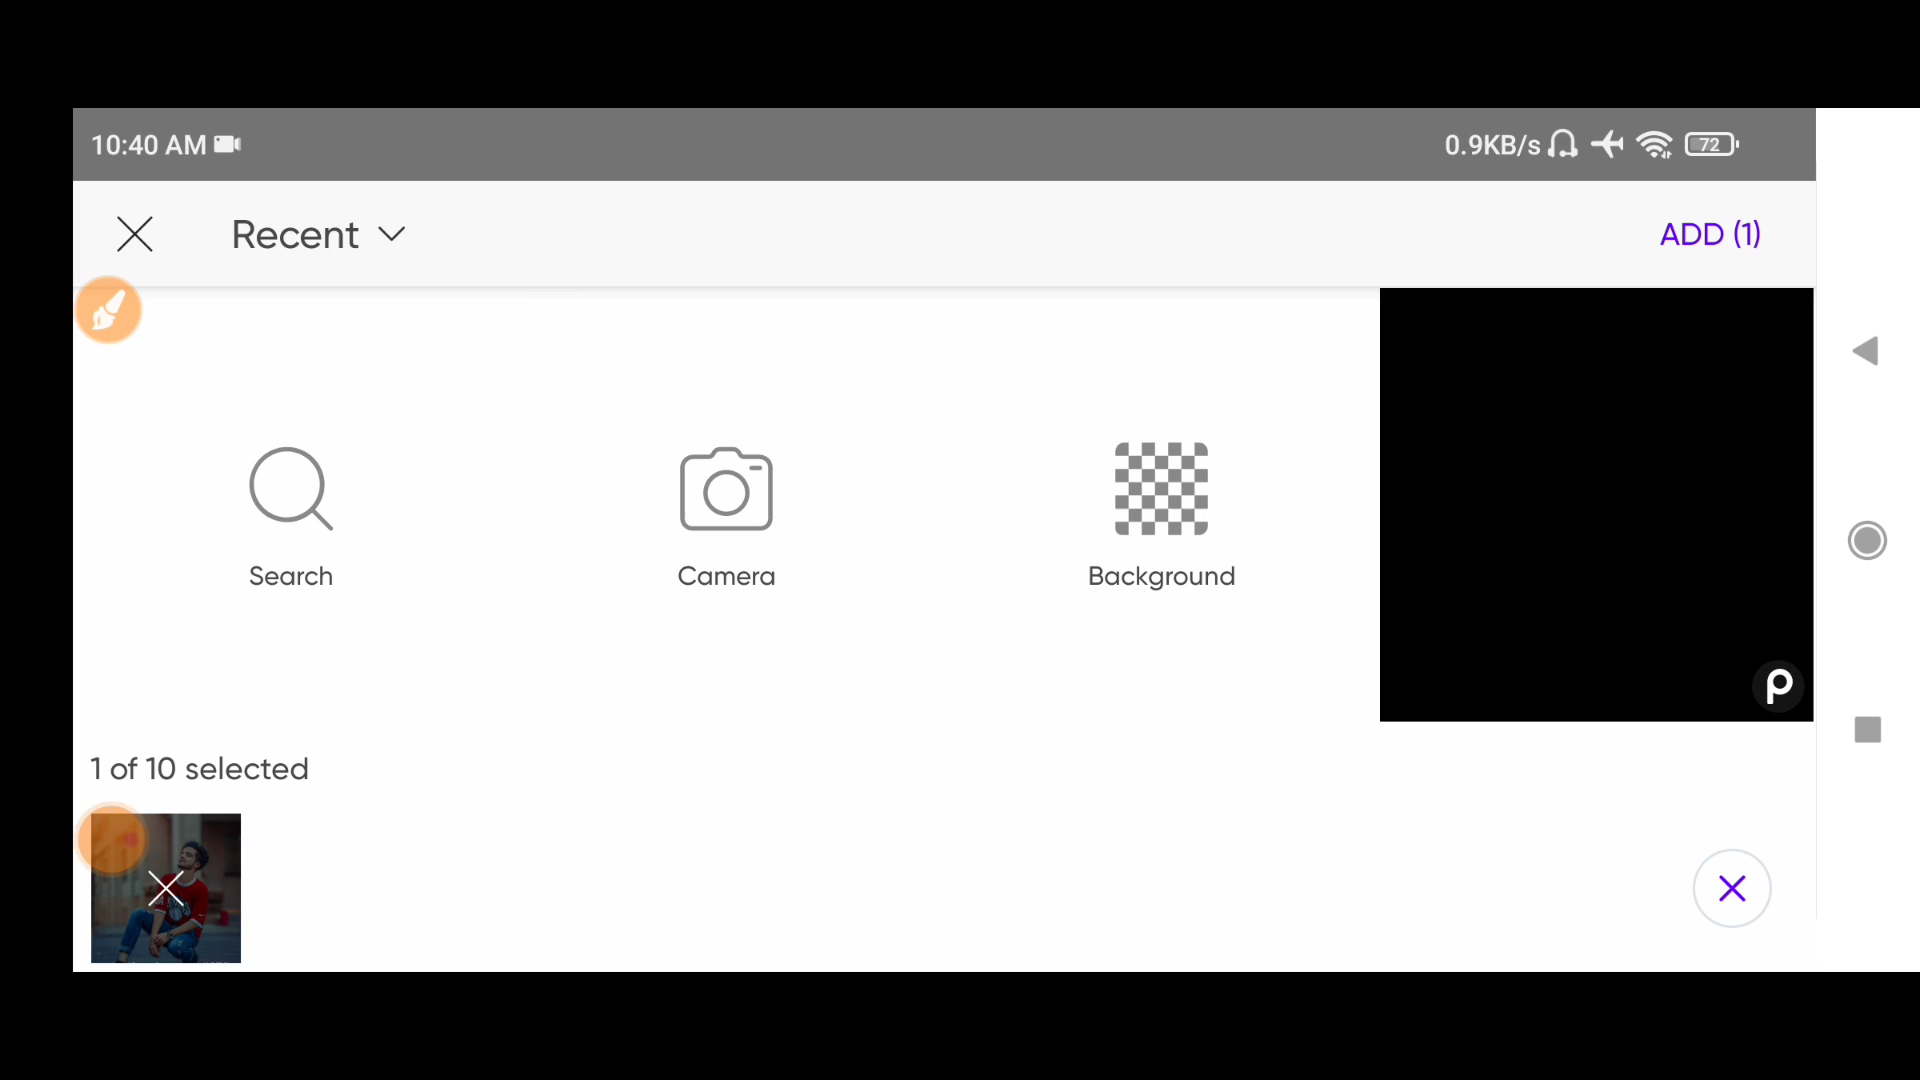 10:40 AM
0.9KB/s
72
Recent
ADD (1)
Search
Camera
Background
1 of 10 selected